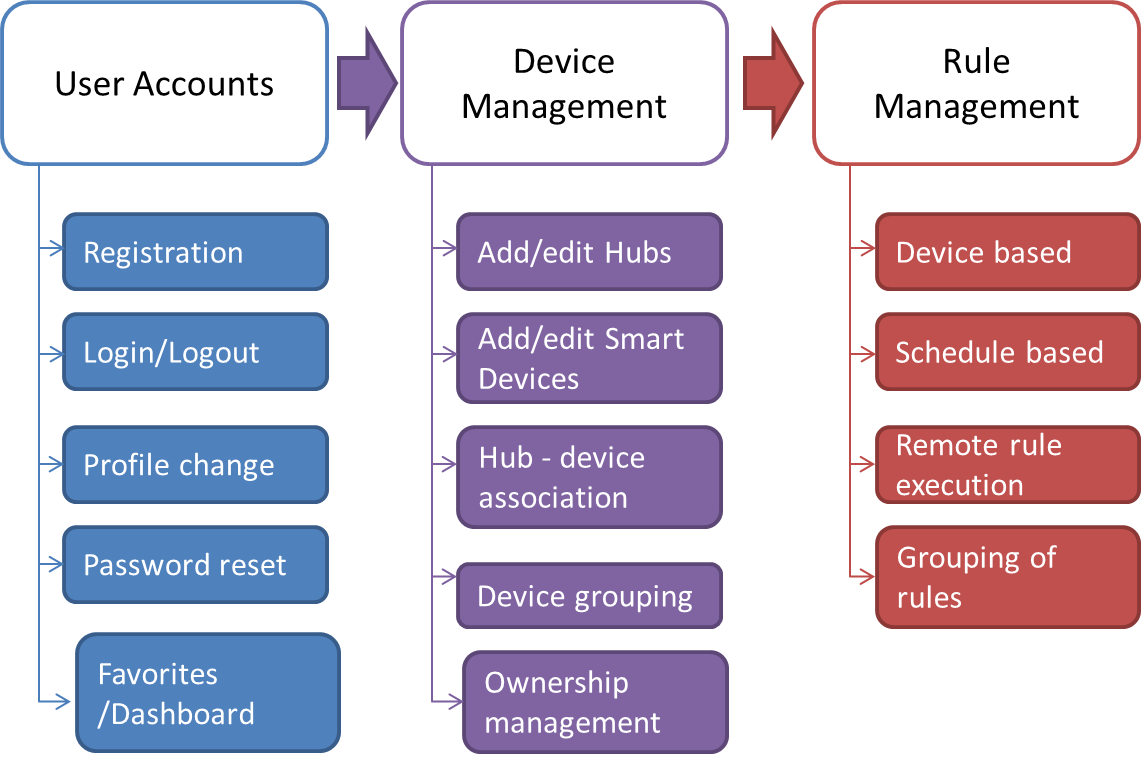 User Accounts
Device
Management
Rule
Management
Registration
Login/Logout
Profile change
Password reset
Favorites
/Dashboard
Add/edit Hubs
Add/edit Smart
Devices
Hub - device
association
Device grouping
Ownership
management
Device based
Schedule based
Remote rule
execution
Grouping of
rules